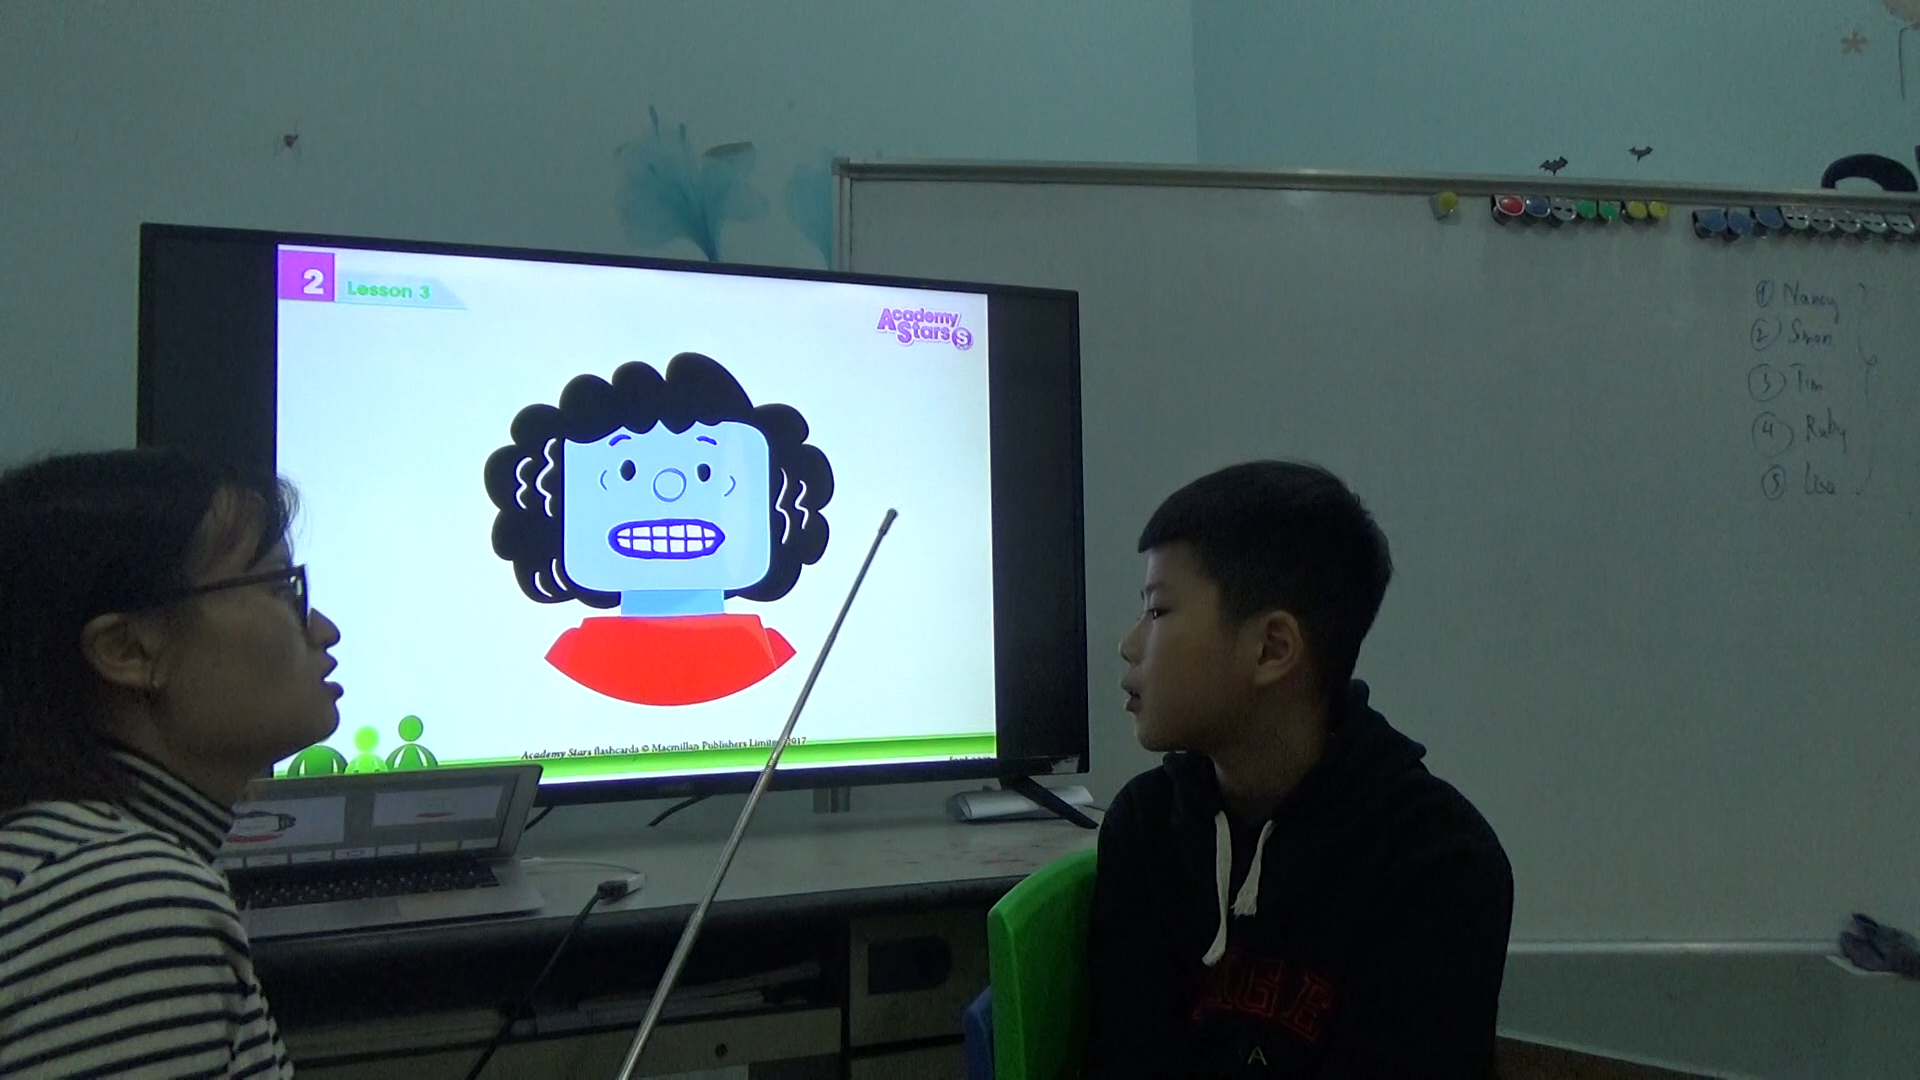 2
Lesson 3
Academy
Stars S
Academy Stars flashcards © Macmillan Publishers Limited 2017
1 Nancy
2 Simon
3 Tim
4 Ruby
5 Lisa
A